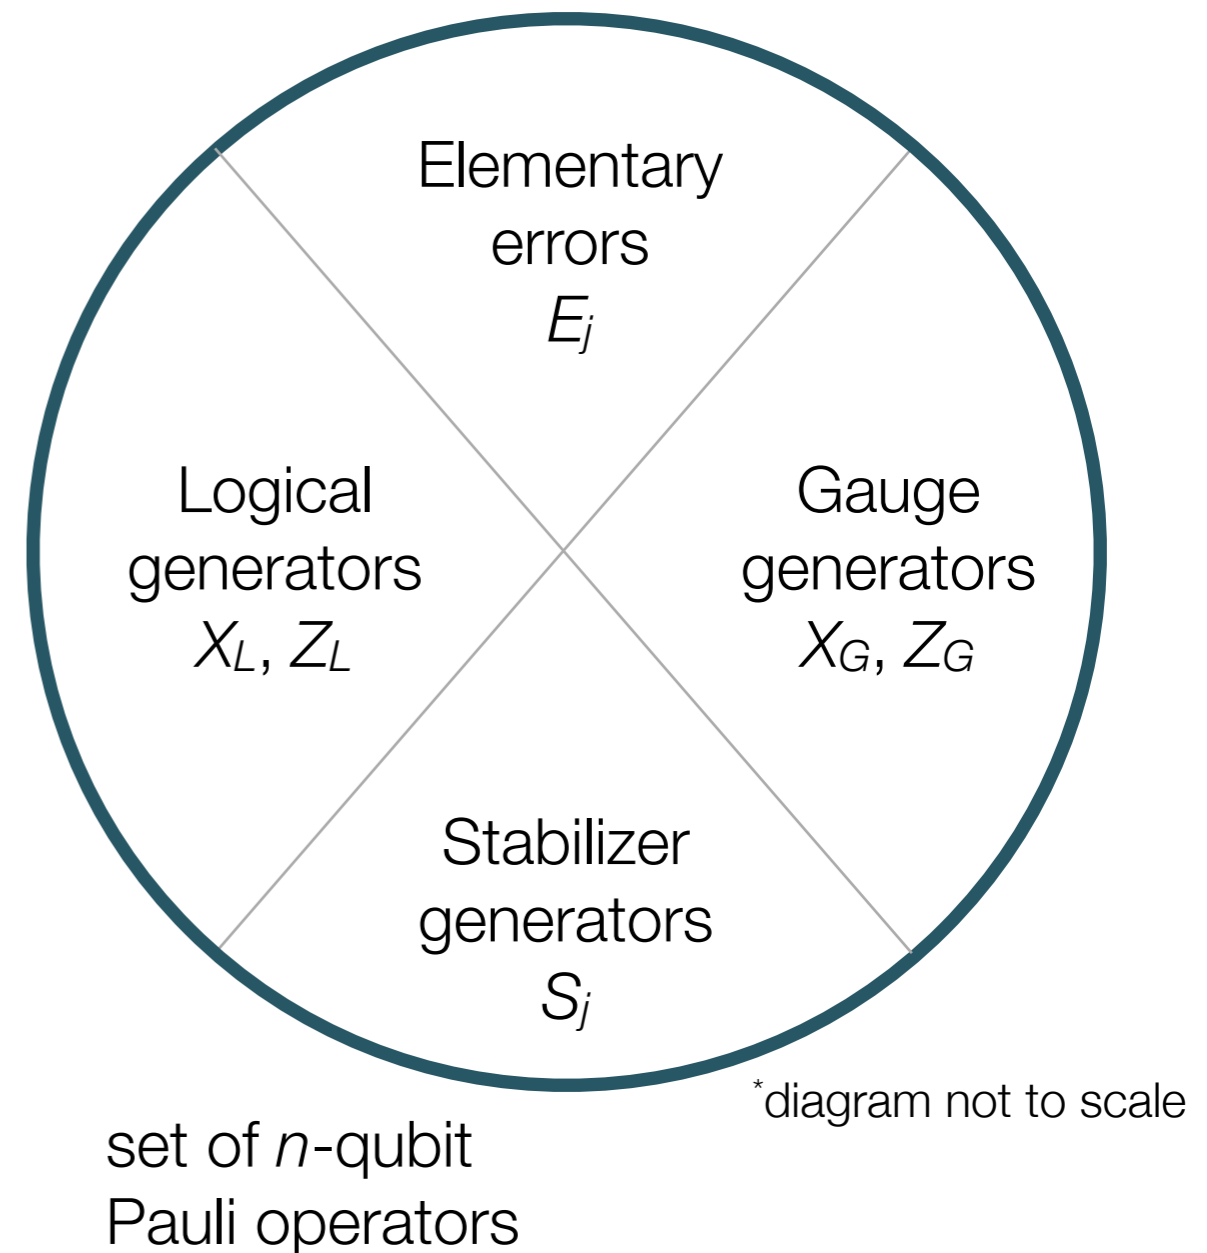 Elementary
errors
Ej
Logical
generators
XL, ZL
Gauge
generators
XG, ZG
Stabilizer
generators
Sj
*diagram not to scale
set of n-qubit
Pauli operators